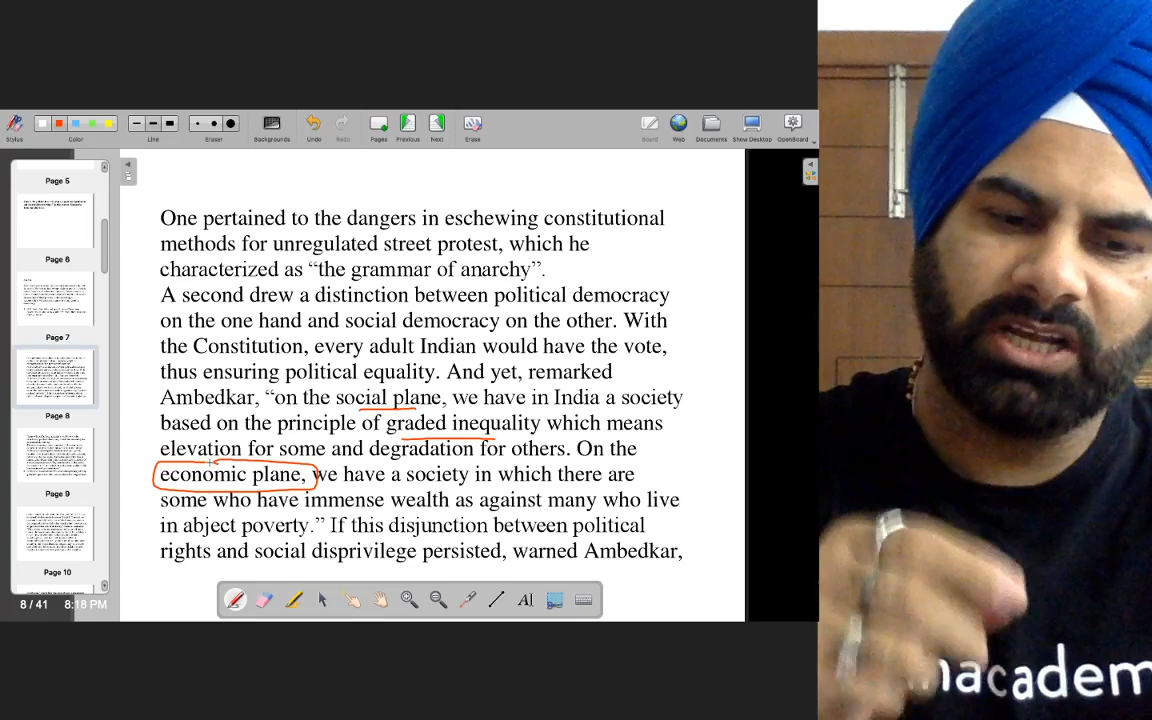 Stylus
Color
Line
Eraser
Backgrounds
Undo
Redo
Pages
Previous
Next
Erase
Board
Web
Documents
Show Desktop
OpenBoard
Page 5
Page 6
Page 7
Page 8
Page 9
Page 10
8 / 41
8:18 PM
One pertained to the dangers in eschewing constitutional
methods for unregulated street protest, which he
characterized as “the grammar of anarchy”.
A second drew a distinction between political democracy
on the one hand and social democracy on the other. With
the Constitution, every adult Indian would have the vote,
thus ensuring political equality. And yet, remarked
Ambedkar, “on the social plane, we have in India a society
based on the principle of graded inequality which means
elevation for some and degradation for others. On the
economic plane, we have a society in which there are
some who have immense wealth as against many who live
in abject poverty.” If this disjunction between political
rights and social disprivilege persisted, warned Ambedkar,
AI
nacadem